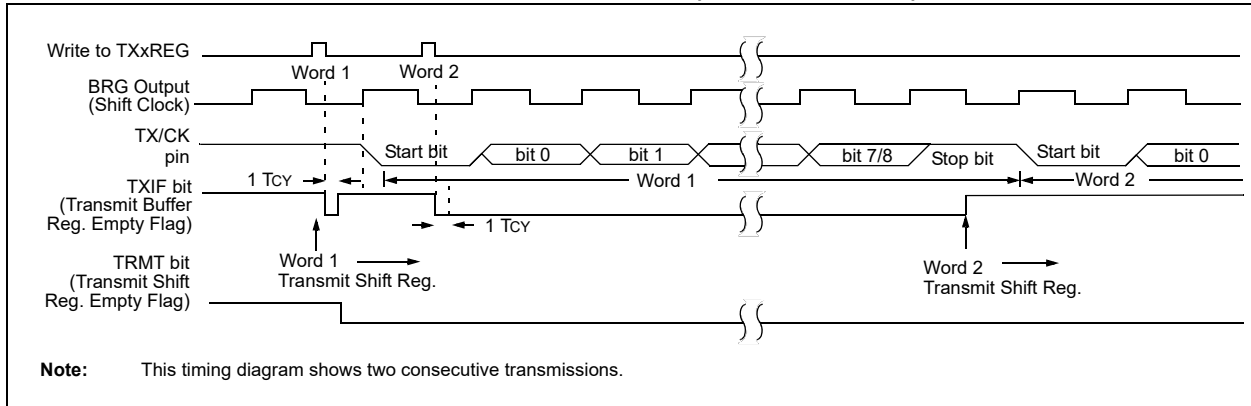 Write to TXxREG
Word 1
Word 2
BRG Output
(Shift Clock)
TX/CK
pin
Start bit
bit 0
bit 1
bit 7/8
Stop bit
Start bit
bit 0
1 TCY
Word 1
Word 2
TXIF bit
(Transmit Buffer
Reg. Empty Flag)
1 TCY
Word 1
Transmit Shift Reg.
Word 2
Transmit Shift Reg.
TRMT bit
(Transmit Shift
Reg. Empty Flag)
Note: This timing diagram shows two consecutive transmissions.